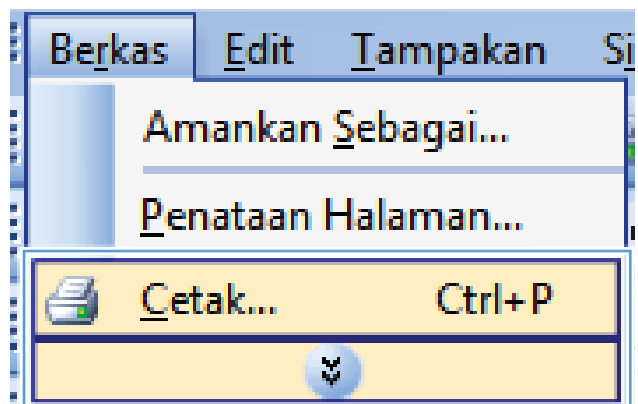 Berkas Edit Tampakan
Amankan Sebagai...
Penataan Halaman...
Cetak... Ctrl+P